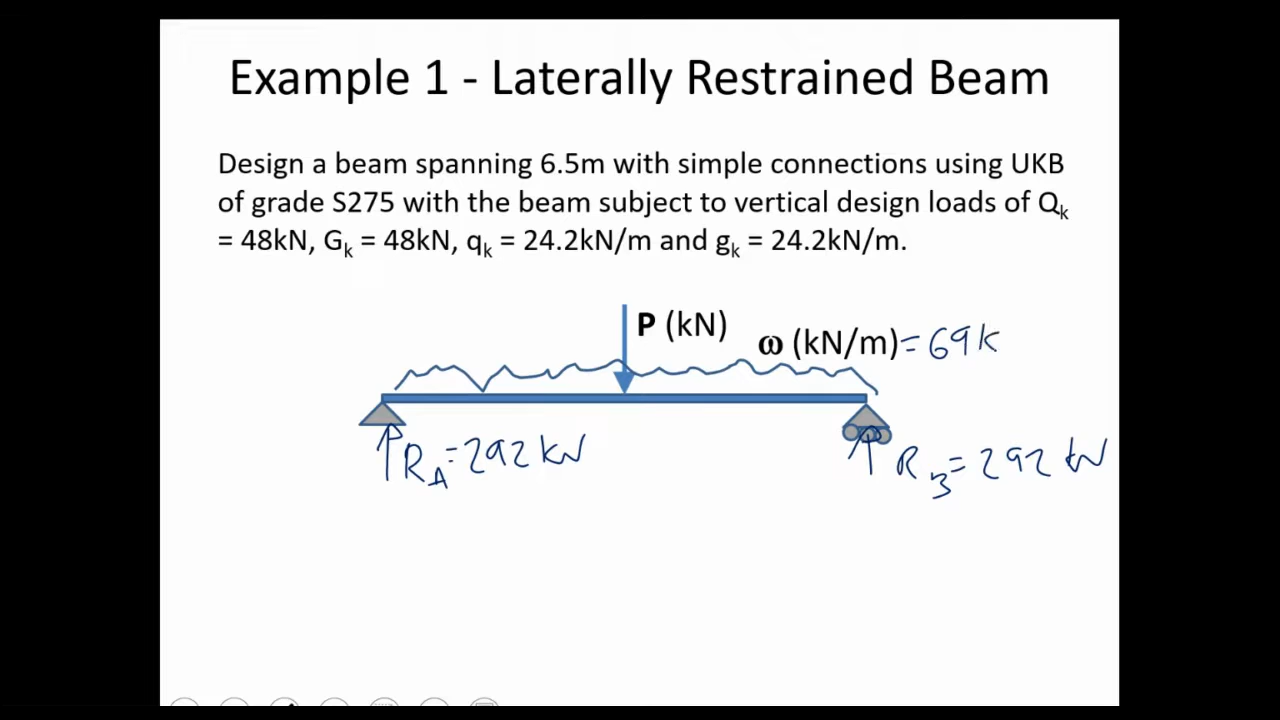 Example 1 - Laterally Restrained Beam
Design a beam spanning 6.5m with simple connections using UKB
of grade S275 with the beam subject to vertical design loads of Qk
= 48kN, Gk = 48kN, qk = 24.2kN/m and gk = 24.2kN/m.
P (kN)
ω (kN/m) = 69k
RA = 292 kN
RB = 292 kN